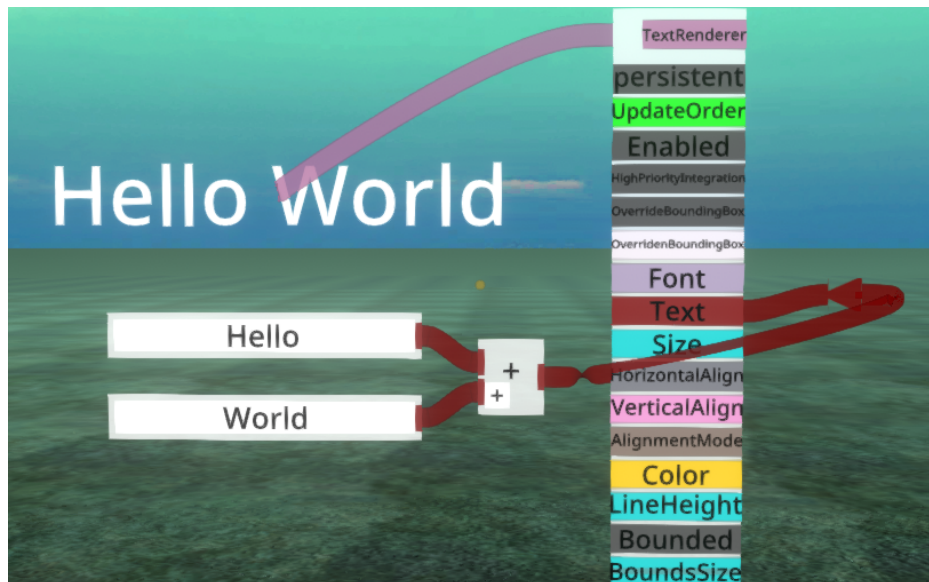 TextRenderer
persistent
UpdateOrder
Enabled
HighPriorityIntegration
OverrideBoundingBox
OverridenBoundingBox
Font
Text
Size
HorizontalAlign
VerticalAlign
AlignmentMode
Color
LineHeight
Bounded
BoundsSize
Hello World
Hello
World
+
+